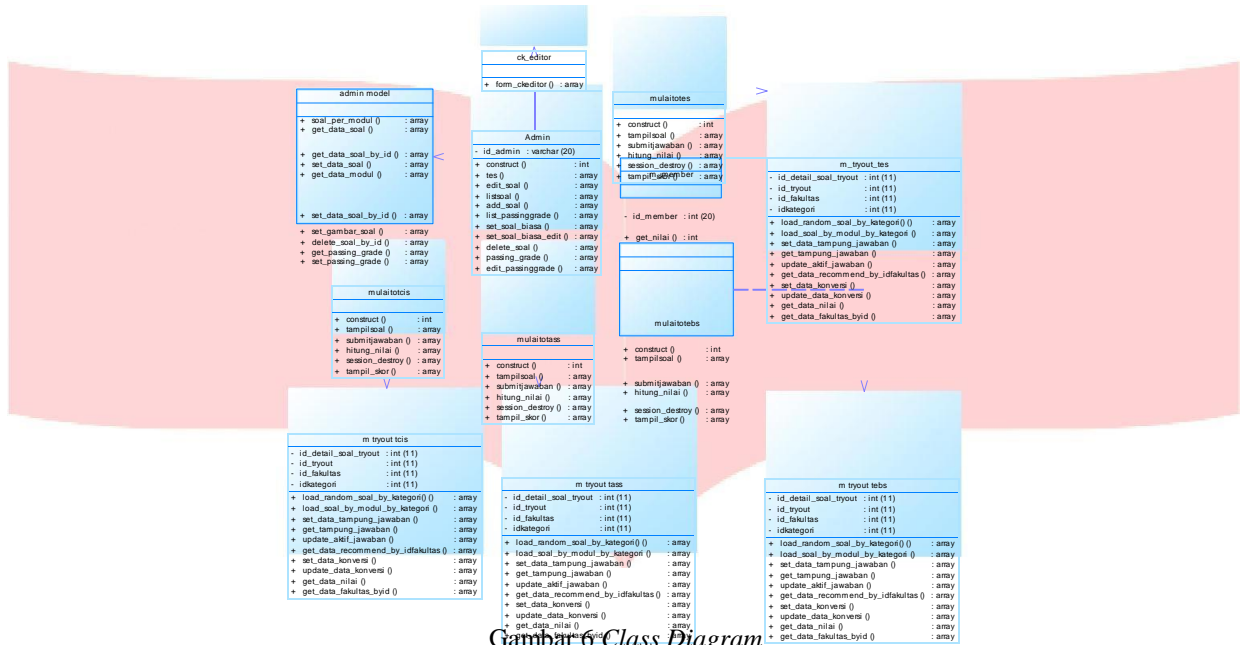 ck_editor
+ form_ckeditor () : array
admin model
+ soal_per_modul () : array
+ get_data_soal () : array
+ get_data_soal_by_id () : array
+ set_data_soal () : array
+ get_data_modul () : array
+ set_data_soal_by_id () : array
+ set_gambar_soal () : array
+ delete_soal_by_id () : array
+ get_passing_grade () : array
+ set_passing_grade () : array
Admin
- id_admin : varchar (20)
+ construct () : int
+ tes () : array
+ edit_soal () : array
+ listsoal () : array
+ add_soal () : array
+ list_passinggrade () : array
+ set_soal_biasa () : array
+ set_soal_biasa_edit () : array
+ delete_soal () : array
+ passing_grade () : array
+ edit_passinggrade () : array
mulaitotes
+ construct () : int
+ tampilsoal () : array
+ submitjawaban () : array
+ hitung_nilai () : array
+ session_destroy () : array
+ tampil_skor () : array
m_member
- id_member : int (20)
+ get_nilai () : int
m_tryout_tes
- id_detail_soal_tryout : int (11)
- id_tryout : int (11)
- id_fakultas : int (11)
- idkategori : int (11)
+ load_random_soal_by_kategori() () : array
+ load_soal_by_modul_by_kategori () : array
+ set_data_tampung_jawaban () : array
+ get_tampung_jawaban () : array
+ update_aktif_jawaban () : array
+ get_data_recommend_by_idfakultas () : array
+ set_data_konversi () : array
+ update_data_konversi () : array
+ get_data_nilai () : array
+ get_data_fakultas_byid () : array
mulaitotcis
+ construct () : int
+ tampilsoal () : array
+ submitjawaban () : array
+ hitung_nilai () : array
+ session_destroy () : array
+ tampil_skor () : array
mulaitotass
+ construct () : int
+ tampilsoal () : array
+ submitjawaban () : array
+ hitung_nilai () : array
+ session_destroy () : array
+ tampil_skor () : array
mulaitotebs
+ construct () : int
+ tampilsoal () : array
+ submitjawaban () : array
+ hitung_nilai () : array
+ session_destroy () : array
+ tampil_skor () : array
m tryout tcis
- id_detail_soal_tryout : int (11)
- id_tryout : int (11)
- id_fakultas : int (11)
- idkategori : int (11)
+ load_random_soal_by_kategori() () : array
+ load_soal_by_modul_by_kategori () : array
+ set_data_tampung_jawaban () : array
+ get_tampung_jawaban () : array
+ update_aktif_jawaban () : array
+ get_data_recommend_by_idfakultas () : array
+ set_data_konversi () : array
+ update_data_konversi () : array
+ get_data_nilai () : array
+ get_data_fakultas_byid () : array
m tryout tass
- id_detail_soal_tryout : int (11)
- id_tryout : int (11)
- id_fakultas : int (11)
- idkategori : int (11)
+ load_random_soal_by_kategori() () : array
+ load_soal_by_modul_by_kategori () : array
+ set_data_tampung_jawaban () : array
+ get_tampung_jawaban () : array
+ update_aktif_jawaban () : array
+ get_data_recommend_by_idfakultas () : array
+ set_data_konversi () : array
+ update_data_konversi () : array
+ get_data_nilai () : array
+ get_data_fakultas_byid () : array
m tryout tebs
- id_detail_soal_tryout : int (11)
- id_tryout : int (11)
- id_fakultas : int (11)
- idkategori : int (11)
+ load_random_soal_by_kategori() () : array
+ load_soal_by_modul_by_kategori () : array
+ set_data_tampung_jawaban () : array
+ get_tampung_jawaban () : array
+ update_aktif_jawaban () : array
+ get_data_recommend_by_idfakultas () : array
+ set_data_konversi () : array
+ update_data_konversi () : array
+ get_data_nilai () : array
+ get_data_fakultas_byid () : array
Gambar 6 Class Diagram